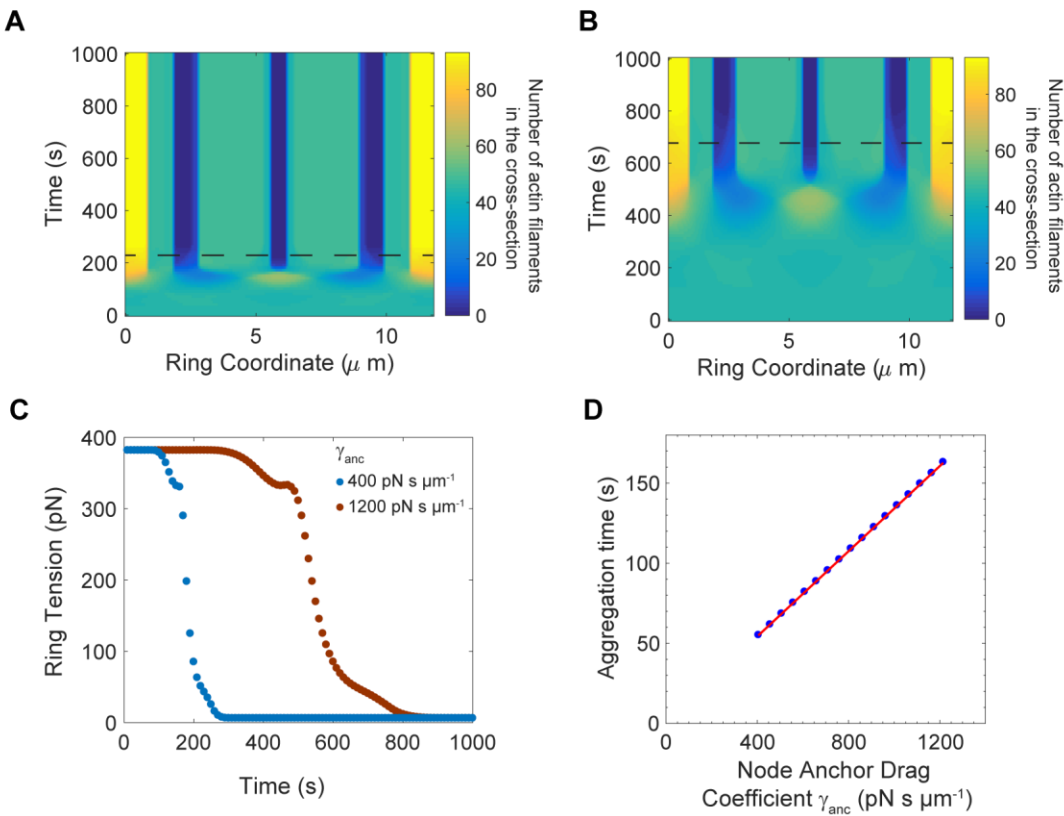 A
1000
800
600
400
200
0
Time (s)
0
5
10
Ring Coordinate (μ m)
80
60
40
20
0
Number of actin filaments
in the cross-section
B
1000
800
600
400
200
0
Time (s)
0
5
10
Ring Coordinate (μ m)
80
60
40
20
0
Number of actin filaments
in the cross-section
C
400
300
200
100
0
Ring Tension (pN)
γanc
400 pN s μm⁻¹
1200 pN s μm⁻¹
0
200
400
600
800
1000
Time (s)
D
150
100
50
0
Aggregation time (s)
0
400
800
1200
Node Anchor Drag
Coefficient γanc (pN s μm⁻¹)